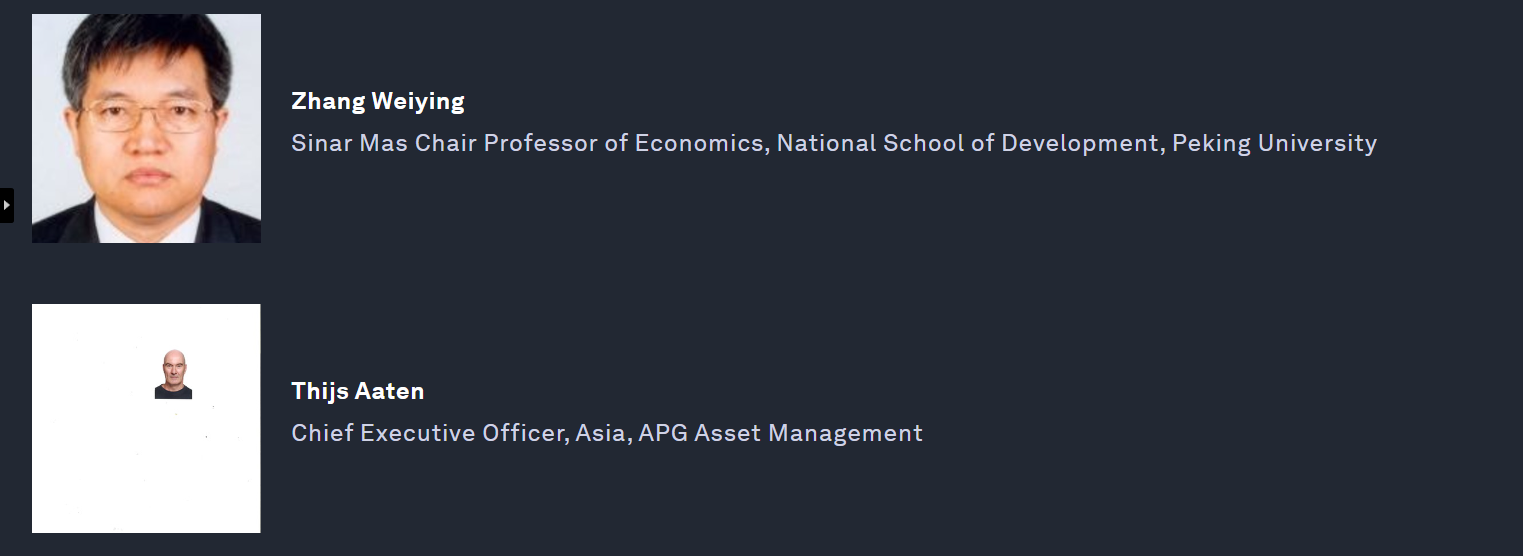 Zhang Weiying
Sinar Mas Chair Professor of Economics, National School of Development, Peking University
Thijs Aaten
Chief Executive Officer, Asia, APG Asset Management